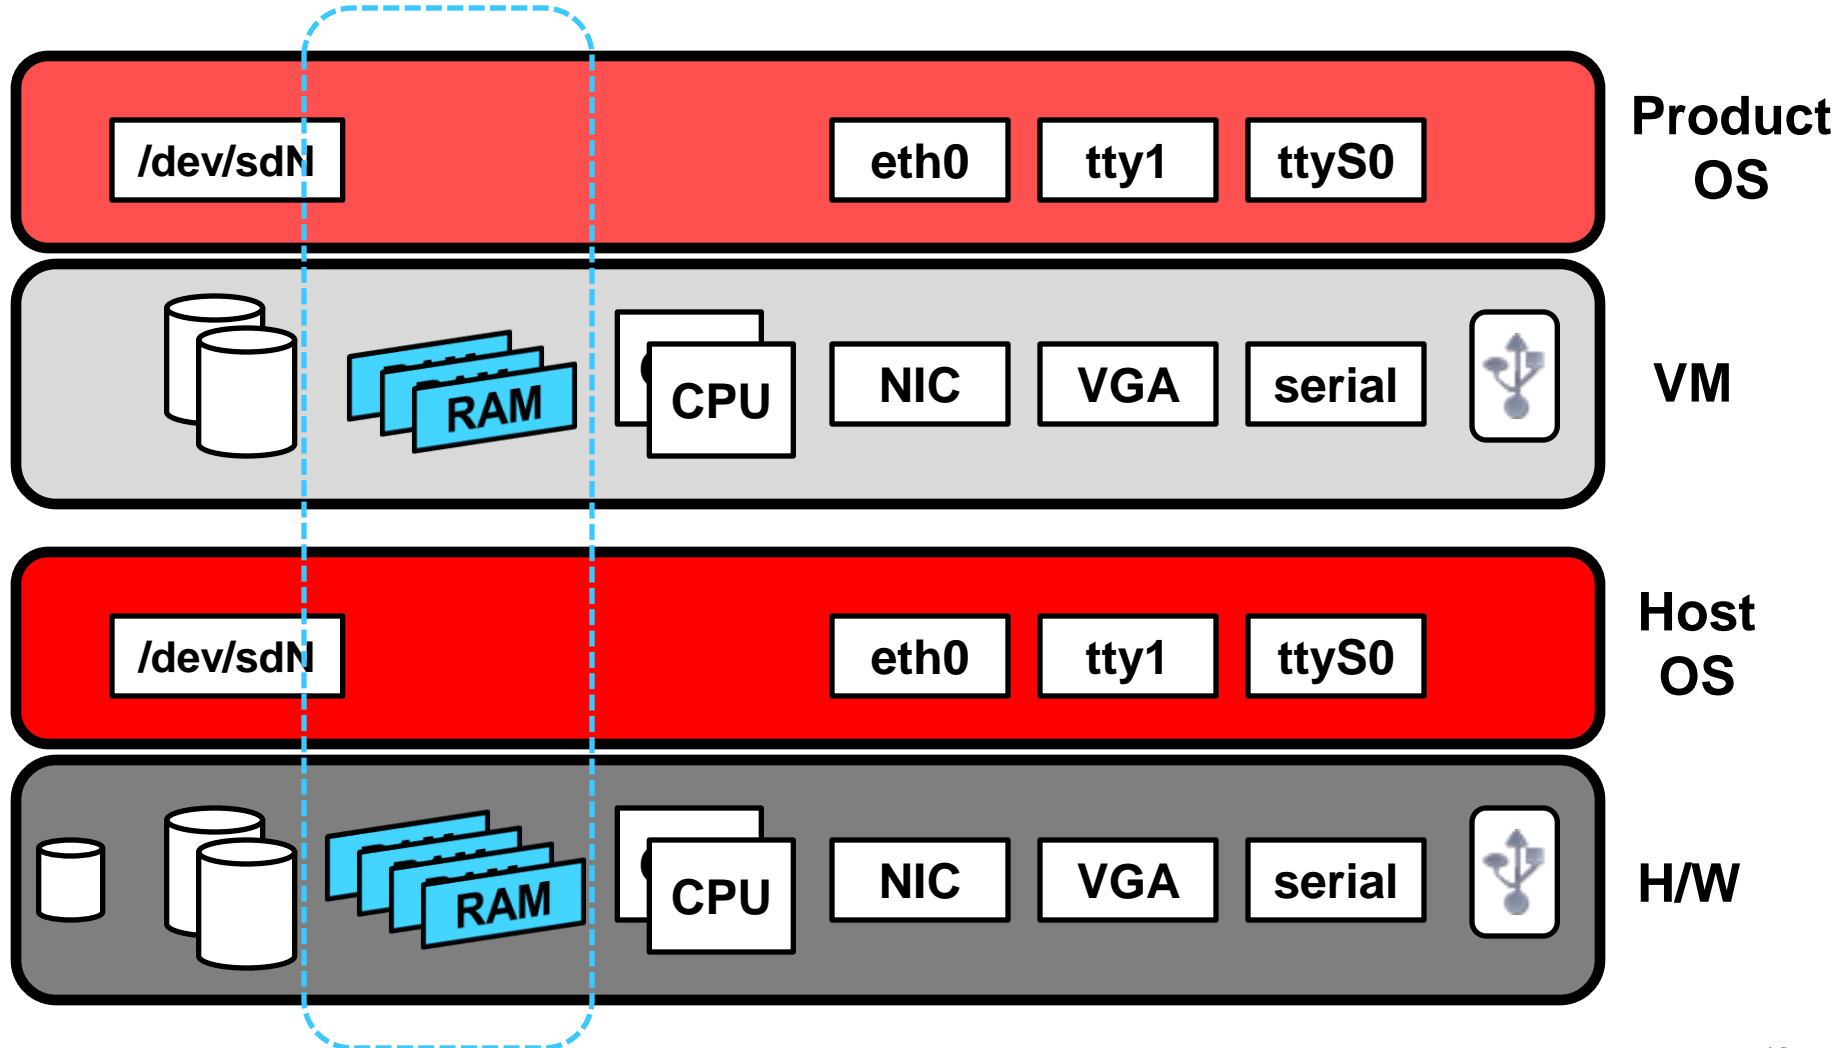 /dev/sdN eth0 tty1 ttyS0
Product
OS
RAM CPU NIC VGA serial
VM
/dev/sdN eth0 tty1 ttyS0
Host
OS
RAM CPU NIC VGA serial
H/W